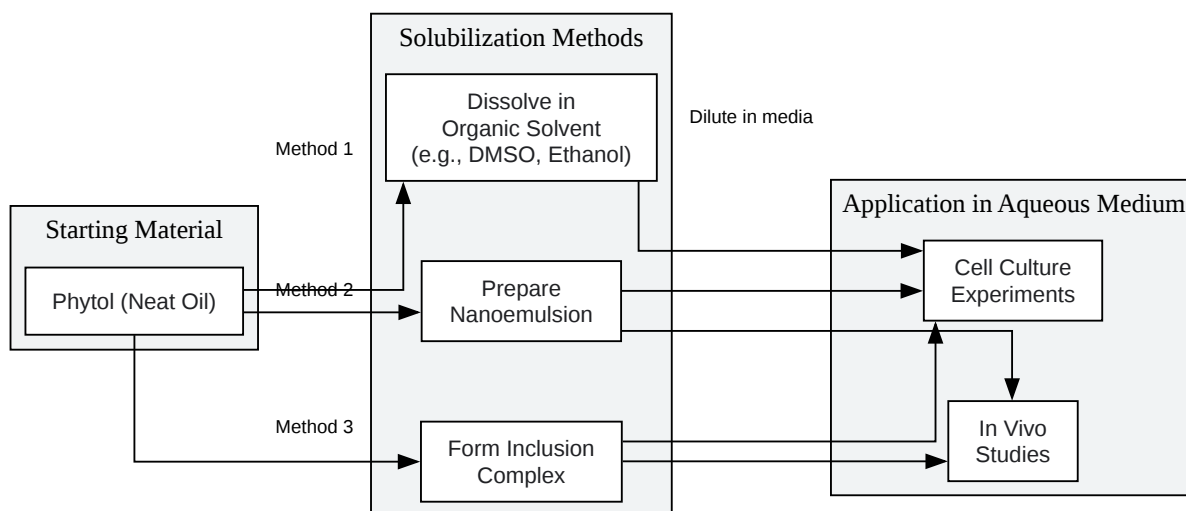 Solubilization Methods
Dissolve in
Organic Solvent
(e.g., DMSO, Ethanol)
Dilute in media
Method 1
Starting Material
Phytol (Neat Oil)
Method 2
Prepare
Nanoemulsion
Method 3
Form Inclusion
Complex
Application in Aqueous Medium
Cell Culture
Experiments
In Vivo
Studies